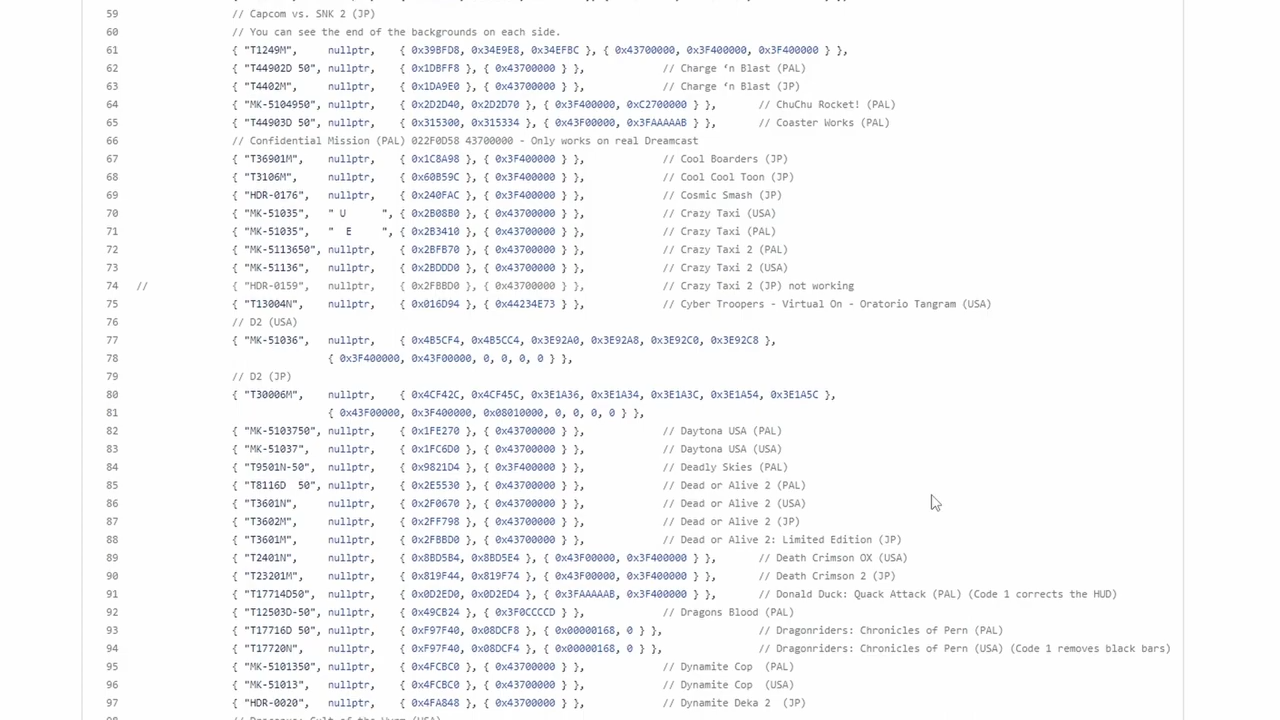 59 // Capcom vs. SNK 2 (JP)
60 // You can see the end of the backgrounds on each side.
61 { "T1249M", nullptr, { 0x39BFD8, 0x34E9E8, 0x34EFBC }, { 0x43700000, 0x3F400000, 0x3F400000 } },
62 { "T44902D 50", nullptr, { 0x1DBFF8 }, { 0x43700000 } }, // Charge ‘n Blast (PAL)
63 { "T4402M", nullptr, { 0x1DA9E0 }, { 0x43700000 } }, // Charge ‘n Blast (JP)
64 { "MK-5104950", nullptr, { 0x2D2D40, 0x2D2D70 }, { 0x3F400000, 0xC2700000 } }, // ChuChu Rocket! (PAL)
65 { "T44903D 50", nullptr, { 0x315300, 0x315334 }, { 0x43F00000, 0x3FAAAAAB } }, // Coaster Works (PAL)
66 // Confidential Mission (PAL) 022F0D58 43700000 - Only works on real Dreamcast
67 { "T36901M", nullptr, { 0x1C8A98 }, { 0x3F400000 } }, // Cool Boarders (JP)
68 { "T3106M", nullptr, { 0x60B59C }, { 0x3F400000 } }, // Cool Cool Toon (JP)
69 { "HDR-0176", nullptr, { 0x240FAC }, { 0x3F400000 } }, // Cosmic Smash (JP)
70 { "MK-51035", " U      ", { 0x2B08B0 }, { 0x43700000 } }, // Crazy Taxi (USA)
71 { "MK-51035", "  E     ", { 0x2B3410 }, { 0x43700000 } }, // Crazy Taxi (PAL)
72 { "MK-5113650", nullptr, { 0x2BFB70 }, { 0x43700000 } }, // Crazy Taxi 2 (PAL)
73 { "MK-51136", nullptr, { 0x2BDDD0 }, { 0x43700000 } }, // Crazy Taxi 2 (USA)
74 // { "HDR-0159", nullptr, { 0x2FBBD0 }, { 0x43700000 } }, // Crazy Taxi 2 (JP) not working
75 { "T13004N", nullptr, { 0x016D94 }, { 0x44234E73 } }, // Cyber Troopers - Virtual On - Oratorio Tangram (USA)
76 // D2 (USA)
77 { "MK-51036", nullptr, { 0x4B5CF4, 0x4B5CC4, 0x3E92A0, 0x3E92A8, 0x3E92C0, 0x3E92C8 },
78 { 0x3F400000, 0x43F00000, 0, 0, 0, 0 } },
79 // D2 (JP)
80 { "T30006M", nullptr, { 0x4CF42C, 0x4CF45C, 0x3E1A36, 0x3E1A34, 0x3E1A3C, 0x3E1A54, 0x3E1A5C },
81 { 0x43F00000, 0x3F400000, 0x08010000, 0, 0, 0, 0 } },
82 { "MK-5103750", nullptr, { 0x1FE270 }, { 0x43700000 } }, // Daytona USA (PAL)
83 { "MK-51037", nullptr, { 0x1FC6D0 }, { 0x43700000 } }, // Daytona USA (USA)
84 { "T9501N-50", nullptr, { 0x9821D4 }, { 0x3F400000 } }, // Deadly Skies (PAL)
85 { "T8116D  50", nullptr, { 0x2E5530 }, { 0x43700000 } }, // Dead or Alive 2 (PAL)
86 { "T3601N", nullptr, { 0x2F0670 }, { 0x43700000 } }, // Dead or Alive 2 (USA)
87 { "T3602M", nullptr, { 0x2FF798 }, { 0x43700000 } }, // Dead or Alive 2 (JP)
88 { "T3601M", nullptr, { 0x2FBBD0 }, { 0x43700000 } }, // Dead or Alive 2: Limited Edition (JP)
89 { "T2401N", nullptr, { 0x8BD5B4, 0x8BD5E4 }, { 0x43F00000, 0x3F400000 } }, // Death Crimson OX (USA)
90 { "T23201M", nullptr, { 0x819F44, 0x819F74 }, { 0x43F00000, 0x3F400000 } }, // Death Crimson 2 (JP)
91 { "T17714D50", nullptr, { 0x0D2ED0, 0x0D2ED4 }, { 0x3FAAAAAB, 0x3F400000 } }, // Donald Duck: Quack Attack (PAL) (Code 1 corrects the HUD)
92 { "T12503D-50", nullptr, { 0x49CB24 }, { 0x3F0CCCCD } }, // Dragons Blood (PAL)
93 { "T17716D 50", nullptr, { 0xF97F40, 0x08DCF8 }, { 0x00000168, 0 } }, // Dragonriders: Chronicles of Pern (PAL)
94 { "T17720N", nullptr, { 0xF97F40, 0x08DCF4 }, { 0x00000168, 0 } }, // Dragonriders: Chronicles of Pern (USA) (Code 1 removes black bars)
95 { "MK-5101350", nullptr, { 0x4FCBC0 }, { 0x43700000 } }, // Dynamite Cop  (PAL)
96 { "MK-51013", nullptr, { 0x4FCBC0 }, { 0x43700000 } }, // Dynamite Cop  (USA)
97 { "HDR-0020", nullptr, { 0x4FA848 }, { 0x43700000 } }, // Dynamite Deka 2  (JP)